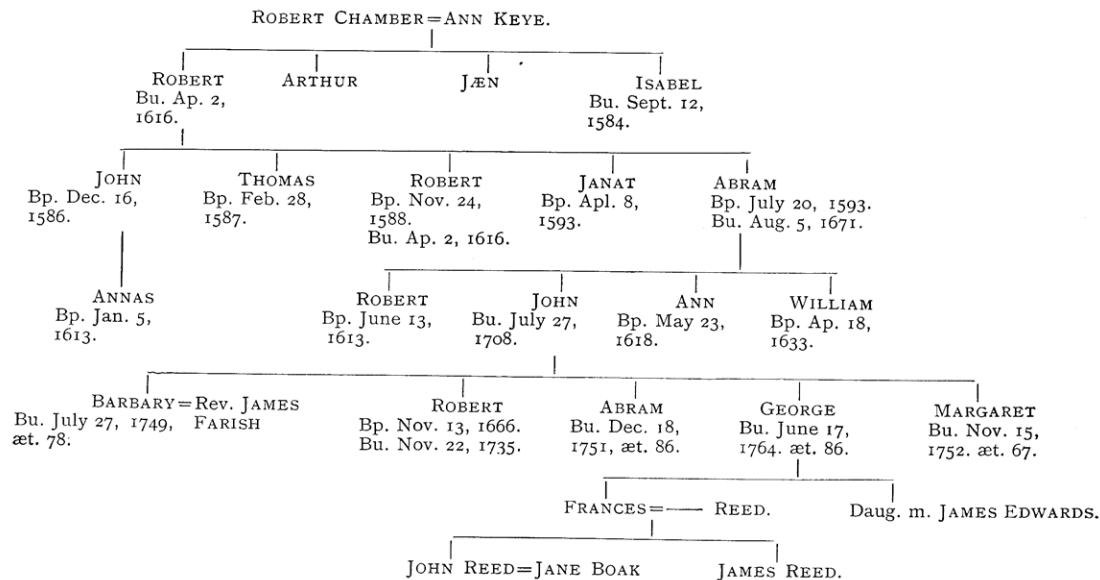 ROBERT CHAMBER=ANN KEYE.
ROBERT
Bu. Ap. 2,
1616.
ARTHUR
JÆN
ISABEL
Bu. Sept. 12,
1584.
JOHN
Bp. Dec. 16,
1586.
THOMAS
Bp. Feb. 28,
1587.
ROBERT
Bp. Nov. 24,
1588.
Bu. Ap. 2, 1616.
JANAT
Bp. Apl. 8,
1593.
ABRAM
Bp. July 20, 1593.
Bu. Aug. 5, 1671.
ANNAS
Bp. Jan. 5,
1613.
ROBERT
Bp. June 13,
1613.
JOHN
Bu. July 27,
1708.
ANN
Bp. May 23,
1618.
WILLIAM
Bp. Ap. 18,
1633.
BARBARY=Rev. JAMES
FARISH
Bu. July 27, 1749,
æt. 78.
ROBERT
Bp. Nov. 13, 1666.
Bu. Nov. 22, 1735.
ABRAM
Bu. Dec. 18,
1751, æt. 86.
GEORGE
Bu. June 17,
1764. æt. 86.
MARGARET
Bu. Nov. 15,
1752. æt. 67.
FRANCES=—— REED.
Daug. m. JAMES EDWARDS.
JOHN REED=JANE BOAK
JAMES REED.